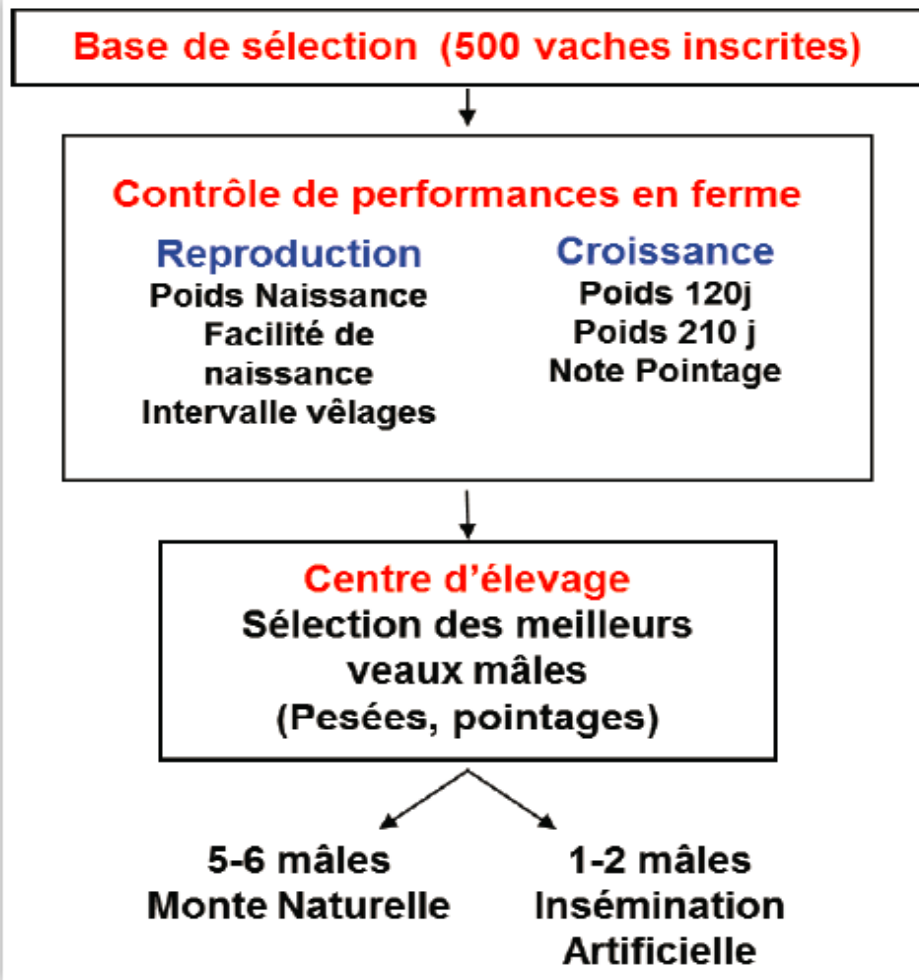 Base de sélection (500 vaches inscrites)
Contrôle de performances en ferme
Reproduction
Poids Naissance
Facilité de
naissance
Intervalle vêlages
Croissance
Poids 120j
Poids 210 j
Note Pointage
Centre d'élevage
Sélection des meilleurs
veaux mâles
(Pesées, pointages)
5-6 mâles
Monte Naturelle
1-2 mâles
Insémination
Artificielle